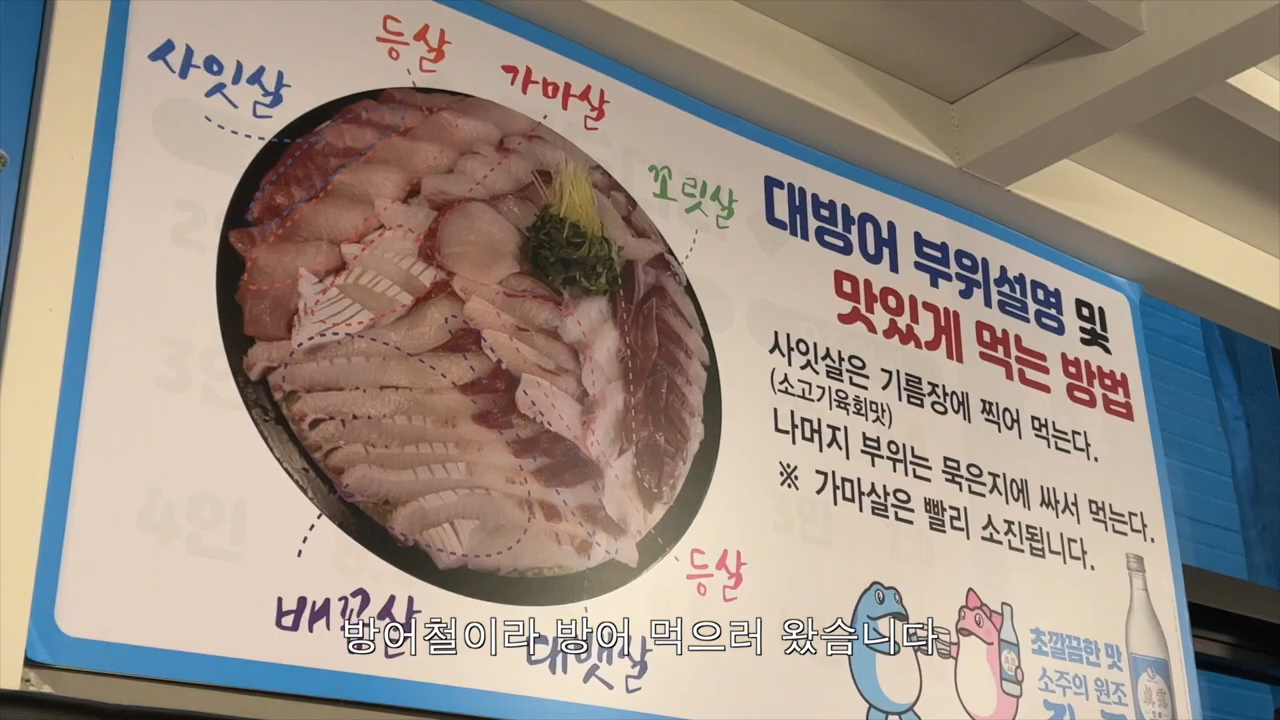 등살
사잇살
가마살
꼬릿살
대방어 부위설명 및
맛있게 먹는 방법
사잇살은 기름장에 찍어 먹는다.
(소고기육회맛)
나머지 부위는 묵은지에 싸서 먹는다.
※ 가마살은 빨리 소진됩니다.
등살
배꼽살
대뱃살
방어철이라 방어 먹으러 왔습니다
초깔끔한 맛
소주의 원조